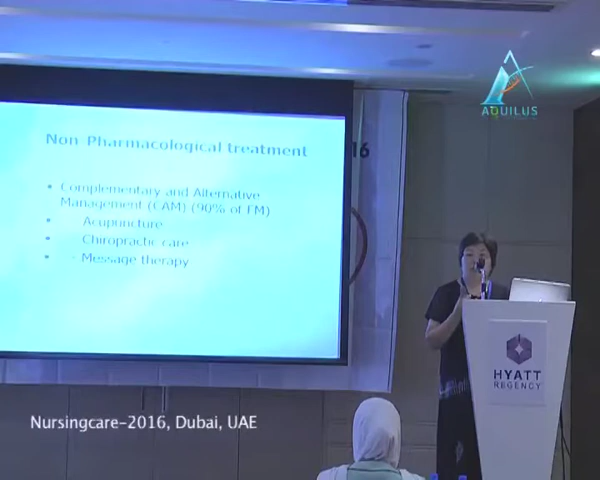 AQUILUS
Non Pharmacological treatment
• Complementary and Alternative
Management (CAM) (90% of FM)
• Acupuncture
• Chiropractic care
• - Message therapy
16
HYATT
REGENCY
Nursingcare-2016, Dubai, UAE